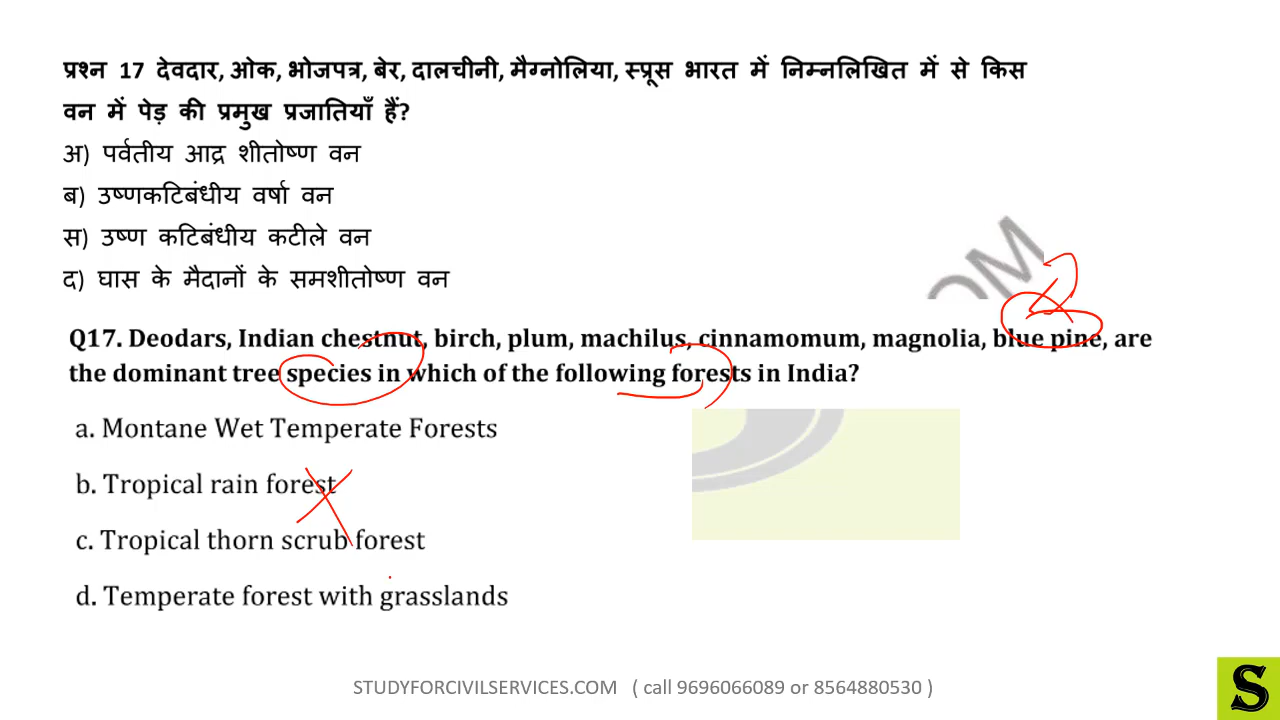 प्रश्न 17 देवदार, ओक, भोजपत्र, बेर, दालचीनी, मैग्नोलिया, स्प्रूस भारत में निम्नलिखित में से किस
वन में पेड़ की प्रमुख प्रजातियाँ हैं?
अ) पर्वतीय आद्र शीतोष्ण वन
ब) उष्णकटिबंधीय वर्षा वन
स) उष्ण कटिबंधीय कटीले वन
द) घास के मैदानों के समशीतोष्ण वन
OM
Q17. Deodars, Indian chestnut, birch, plum, machilus, cinnamomum, magnolia, blue pine, are
the dominant tree species in which of the following forests in India?
a. Montane Wet Temperate Forests
b. Tropical rain forest
c. Tropical thorn scrub forest
d. Temperate forest with grasslands
STUDYFORCIVILSERVICES.COM ( call 9696066089 or 8564880530 )
S